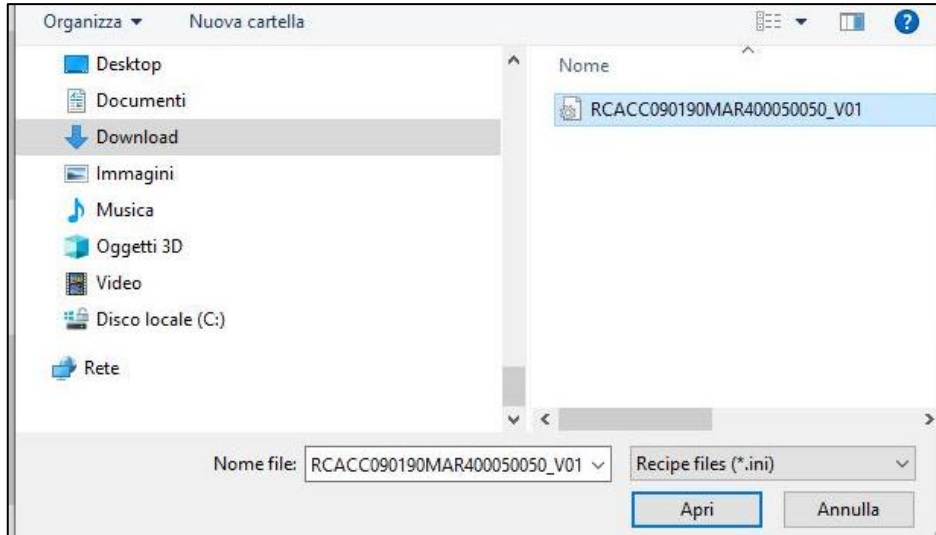 Organizza Nuova cartella
Desktop
Documenti
Download
Immagini
Musica
Oggetti 3D
Video
Disco locale (C:)
Rete
Nome
RCACC090190MAR400050050_V01
Nome file: RCACC090190MAR400050050_V01 Recipe files (*.ini)
Apri Annulla